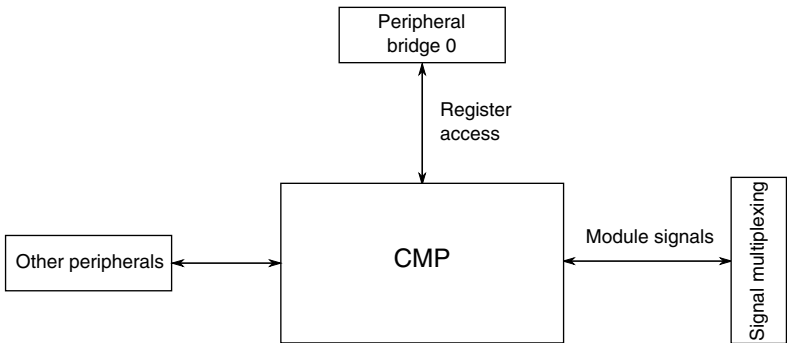 Peripheral
bridge 0
Register
access
Other peripherals
CMP
Module signals
Signal multiplexing